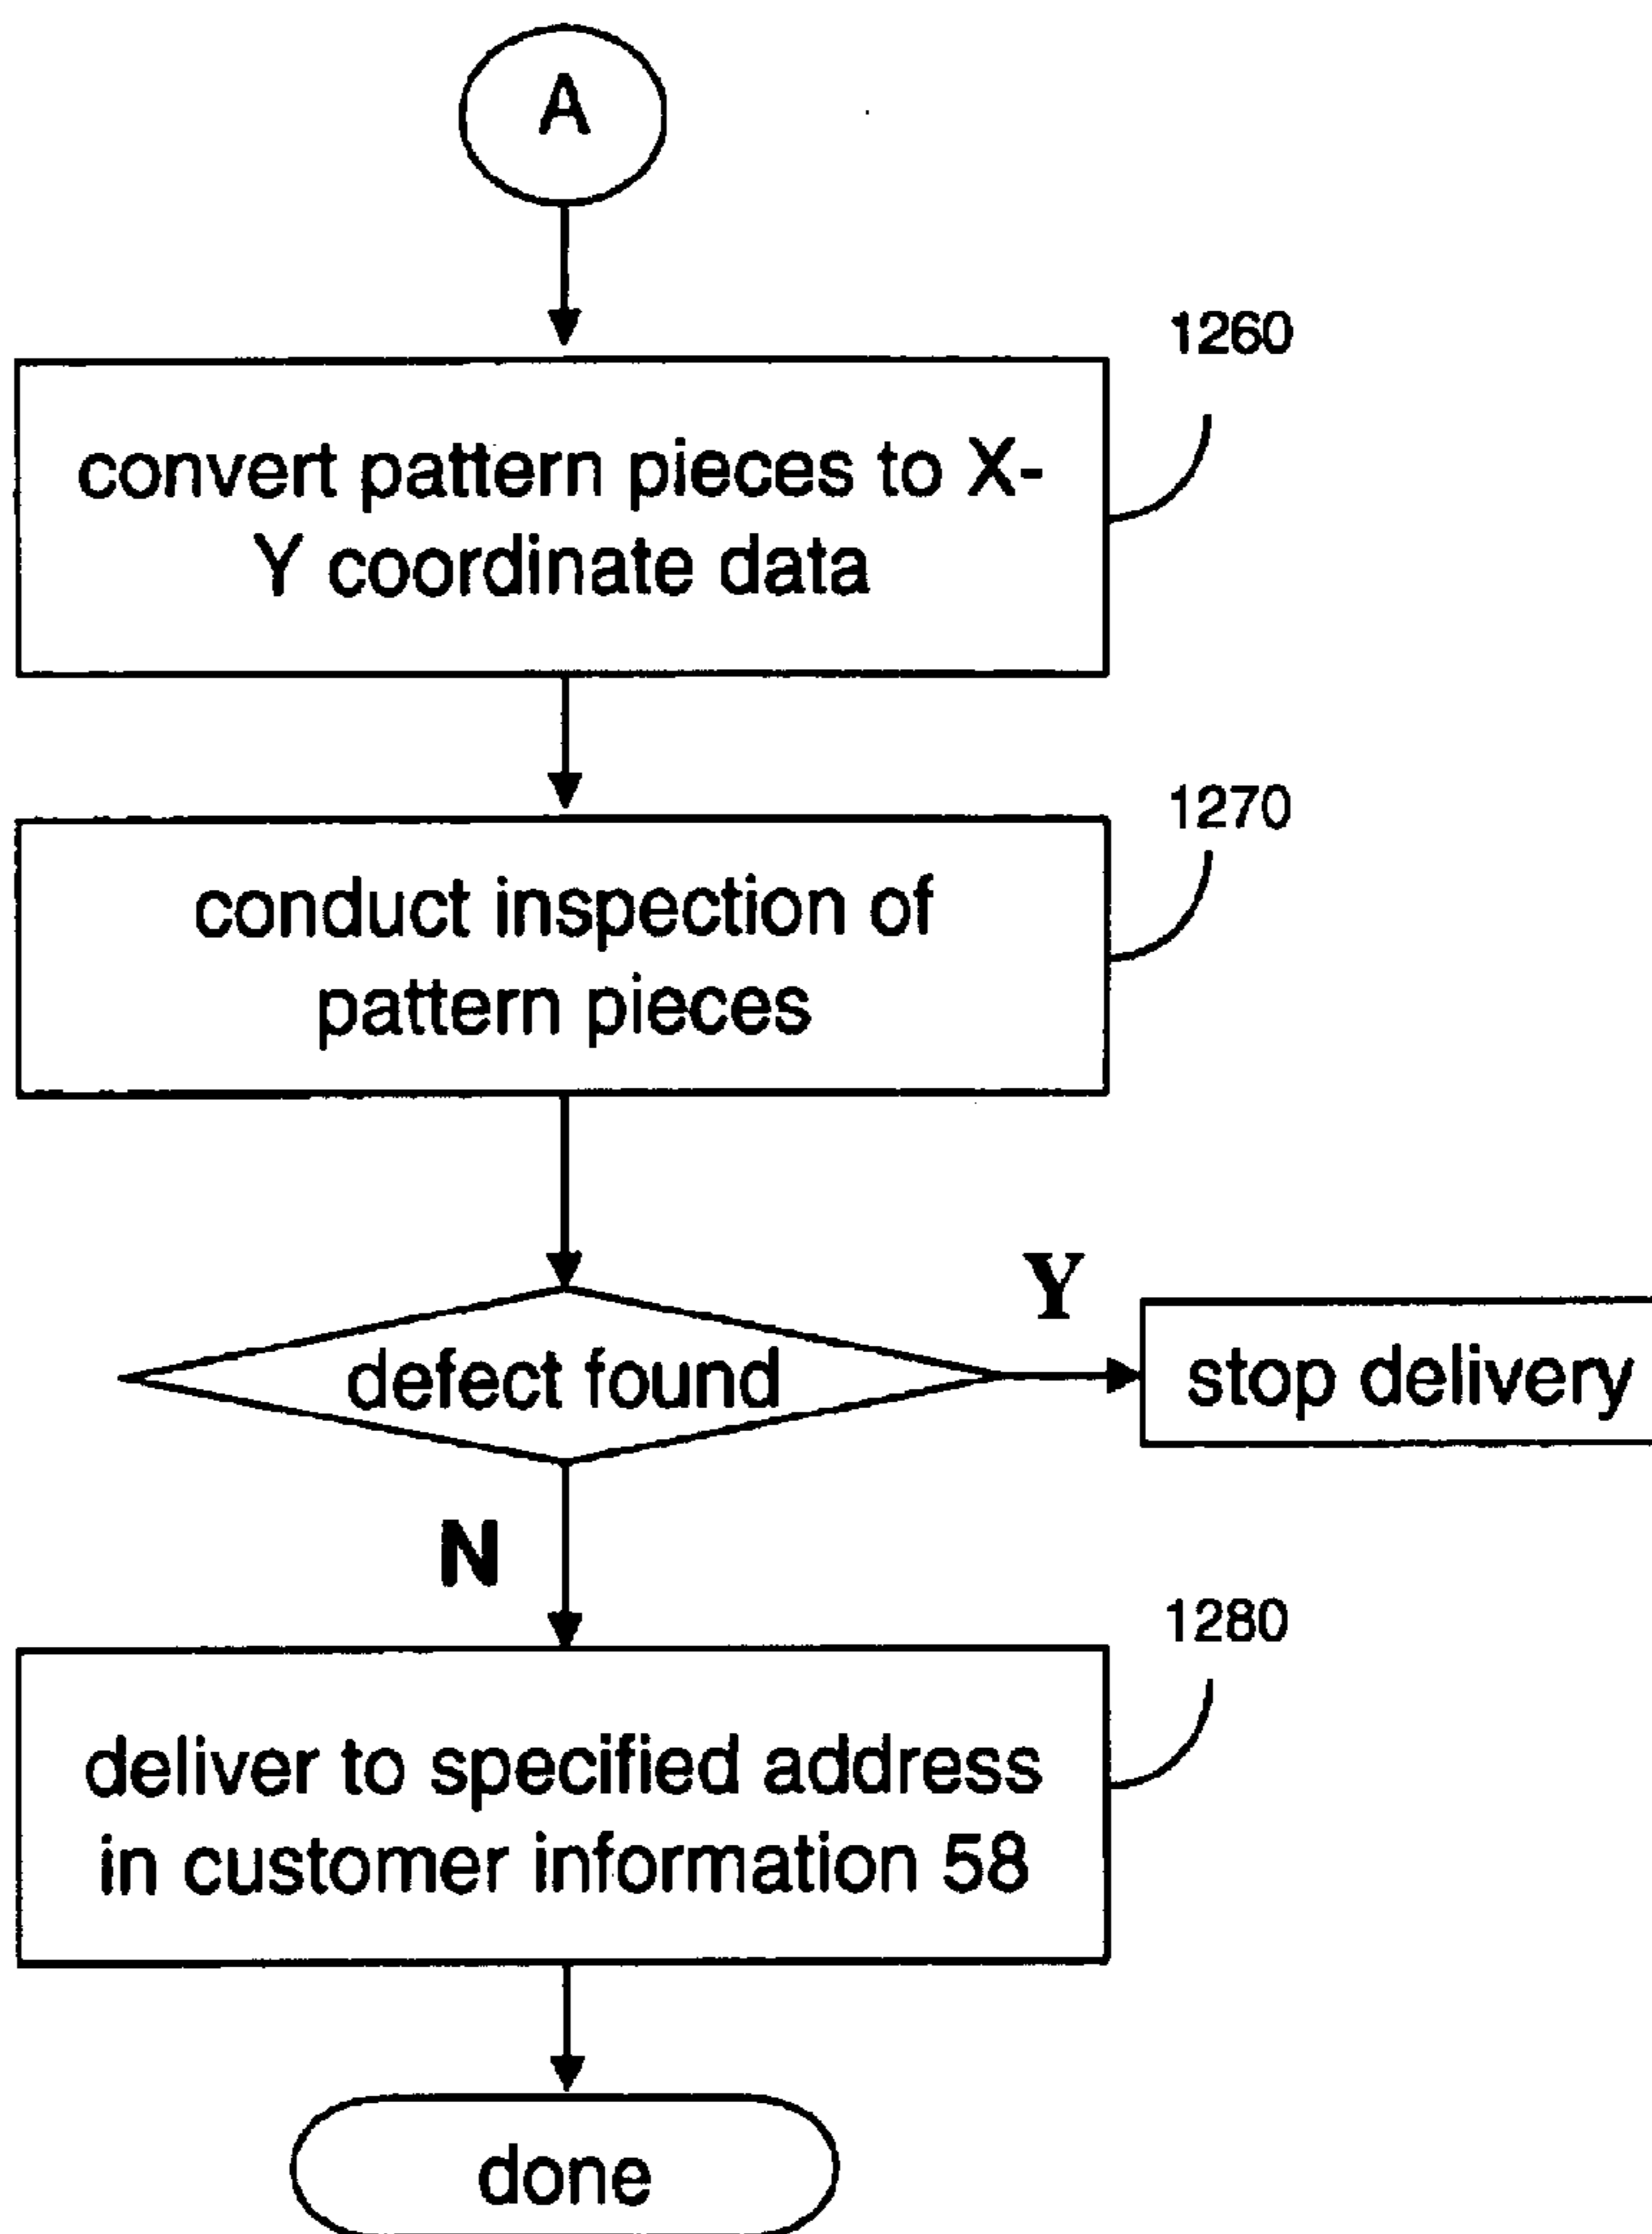 A
1260
convert pattern pieces to X-
Y coordinate data
1270
conduct inspection of
pattern pieces
Y
defect found
stop delivery
N
1280
deliver to specified address
in customer information 58
done